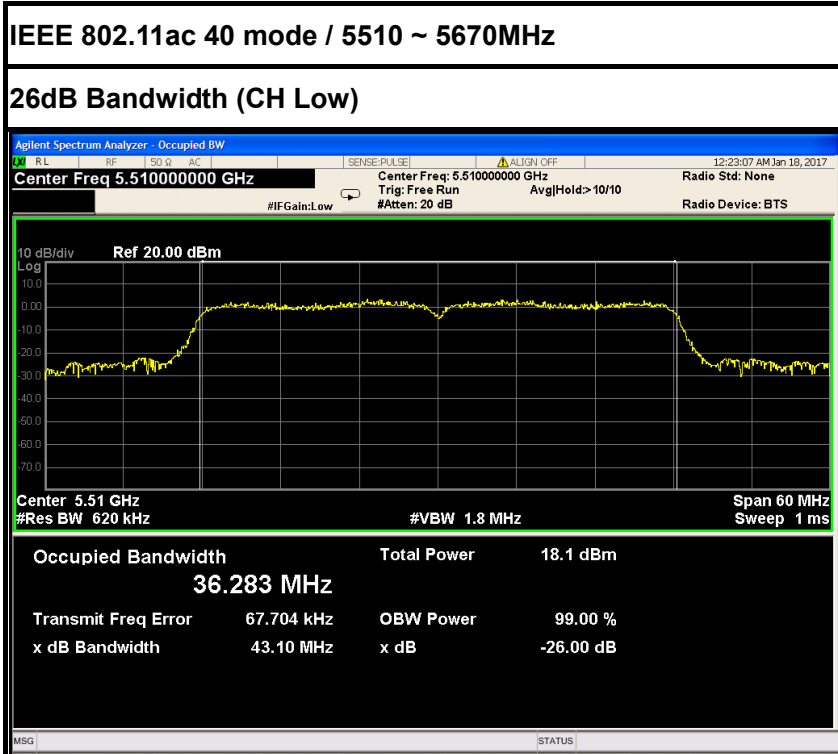 IEEE 802.11ac 40 mode / 5510 ~ 5670MHz
26dB Bandwidth (CH Low)
Agilent Spectrum Analyzer - Occupied BW
LXI RL RF 50 Ω AC SENSE:PULSE ALIGN OFF 12:23:07 AM Jan 18, 2017
Center Freq 5.510000000 GHz Center Freq: 5.510000000 GHz Radio Std: None
Trig: Free Run Avg|Hold:>10/10
#IFGain:Low #Atten: 20 dB Radio Device: BTS
10 dB/div Ref 20.00 dBm
Log
10.0
0.00
-10.0
-20.0
-30.0
-40.0
-50.0
-60.0
-70.0
Center 5.51 GHz Span 60 MHz
#Res BW 620 kHz #VBW 1.8 MHz Sweep 1 ms
Occupied Bandwidth Total Power 18.1 dBm
36.283 MHz
Transmit Freq Error 67.704 kHz OBW Power 99.00 %
x dB Bandwidth 43.10 MHz x dB -26.00 dB
MSG STATUS